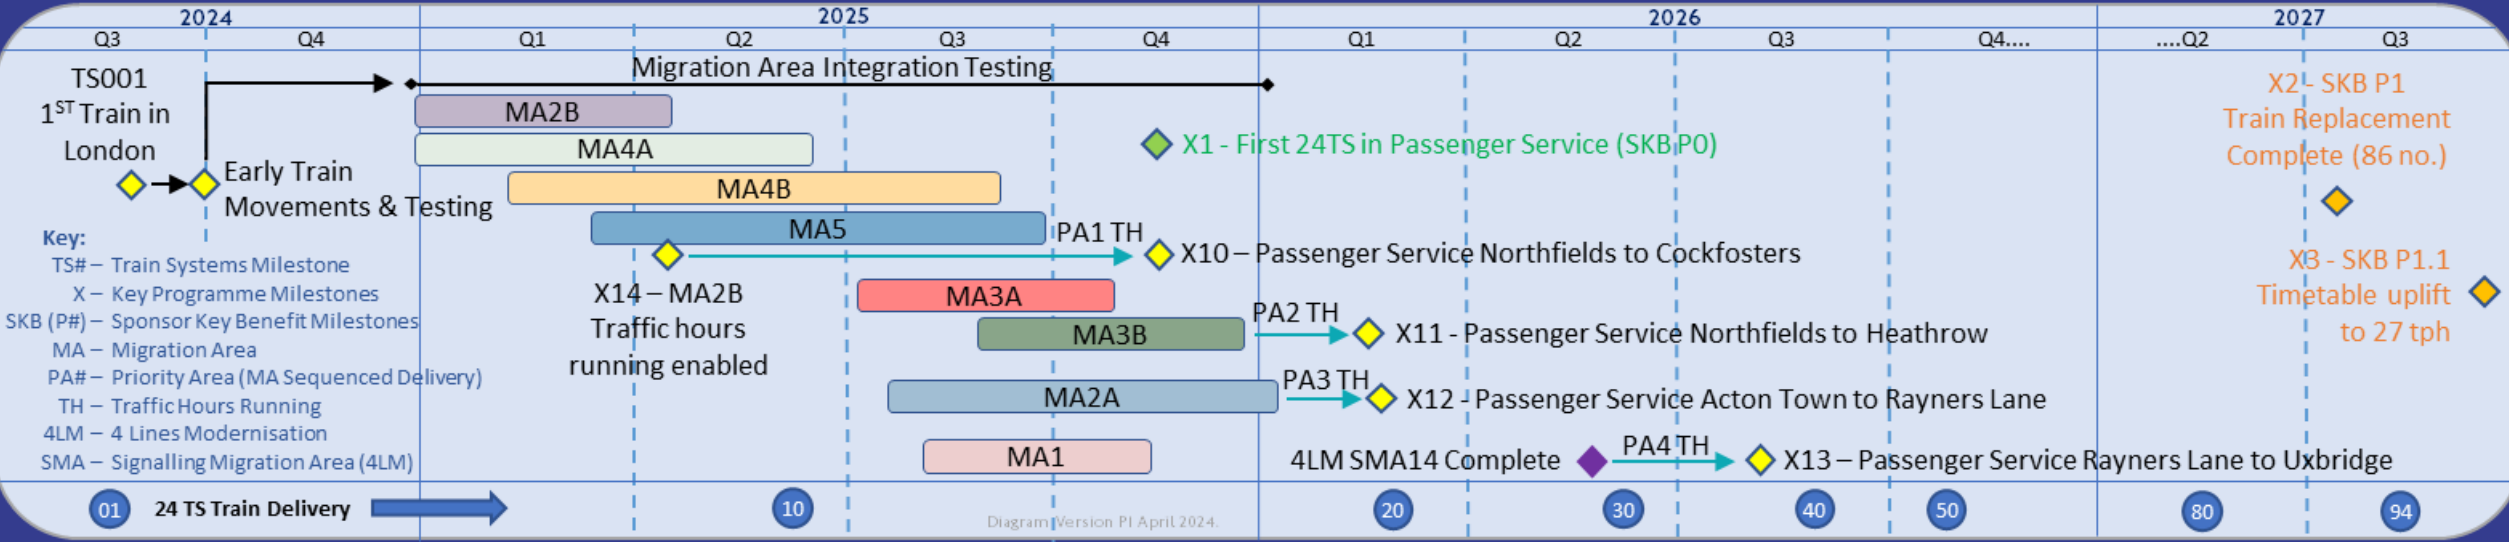 2024
2025
2026
2027
Q3
Q4
Q1
Q2
Q3
Q4
Q1
Q2
Q3
Q4....
....Q2
Q3
TS001
1ST Train in
London
Early Train
Movements & Testing
Migration Area Integration Testing
MA2B
MA4A
MA4B
MA5
X1 - First 24TS in Passenger Service (SKB P0)
PA1 TH
X10 – Passenger Service Northfields to Cockfosters
X14 – MA2B
Traffic hours
running enabled
MA3A
MA3B
PA2 TH
X11 - Passenger Service Northfields to Heathrow
MA2A
PA3 TH
X12 - Passenger Service Acton Town to Rayners Lane
MA1
4LM SMA14 Complete
PA4 TH
X13 – Passenger Service Rayners Lane to Uxbridge
X2 - SKB P1
Train Replacement
Complete (86 no.)
X3 - SKB P1.1
Timetable uplift
to 27 tph
Key:
TS# – Train Systems Milestone
X – Key Programme Milestones
SKB (P#) – Sponsor Key Benefit Milestones
MA – Migration Area
PA# – Priority Area (MA Sequenced Delivery)
TH – Traffic Hours Running
4LM – 4 Lines Modernisation
SMA – Signalling Migration Area (4LM)
01
24 TS Train Delivery
10
20
30
40
50
80
94
Diagram Version P1 April 2024.